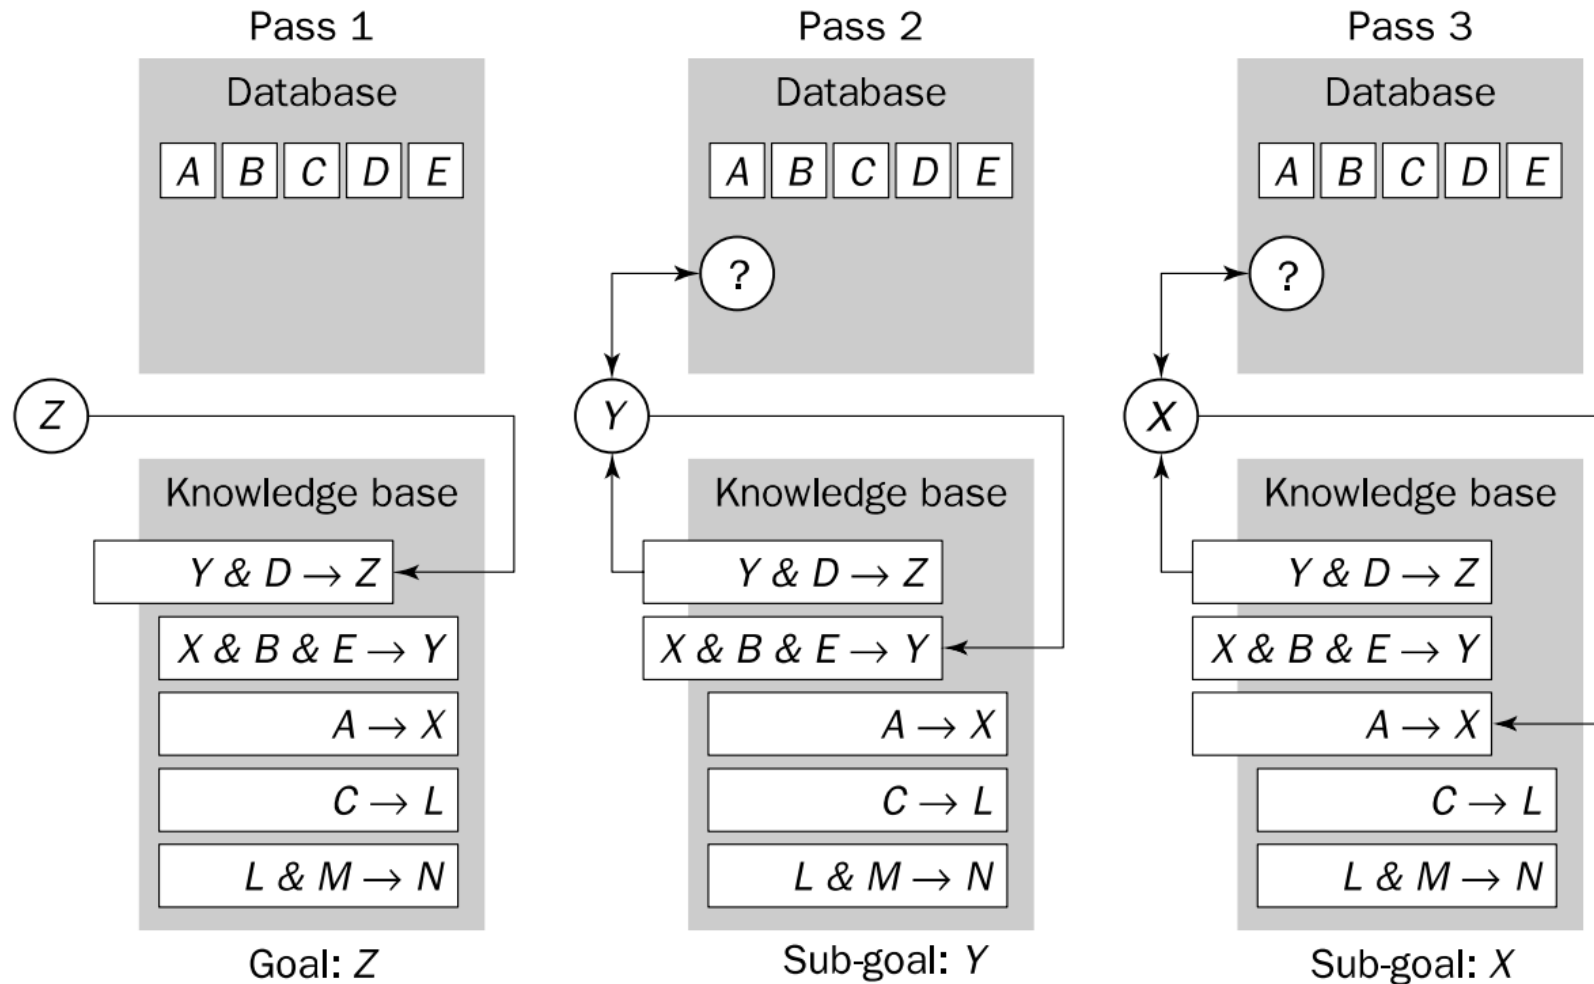 Pass 1
Database
A B C D E
Z
Knowledge base
Y & D → Z
X & B & E → Y
A → X
C → L
L & M → N
Goal: Z
Pass 2
Database
A B C D E
?
Y
Knowledge base
Y & D → Z
X & B & E → Y
A → X
C → L
L & M → N
Sub-goal: Y
Pass 3
Database
A B C D E
?
X
Knowledge base
Y & D → Z
X & B & E → Y
A → X
C → L
L & M → N
Sub-goal: X